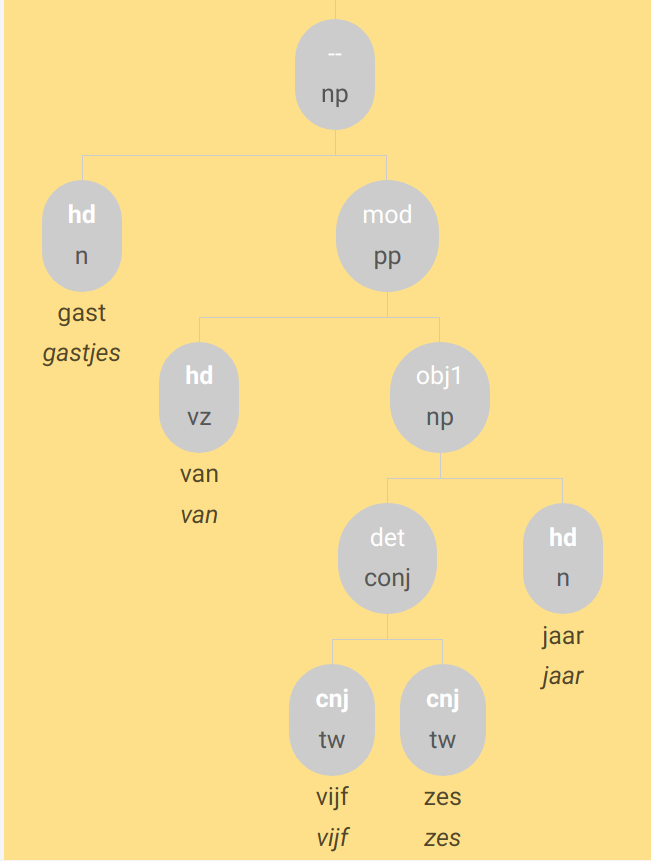 --
np
hd
n
gast
gastjes
mod
pp
hd
vz
van
van
obj1
np
det
conj
hd
n
jaar
jaar
cnj
tw
vijf
vijf
cnj
tw
zes
zes